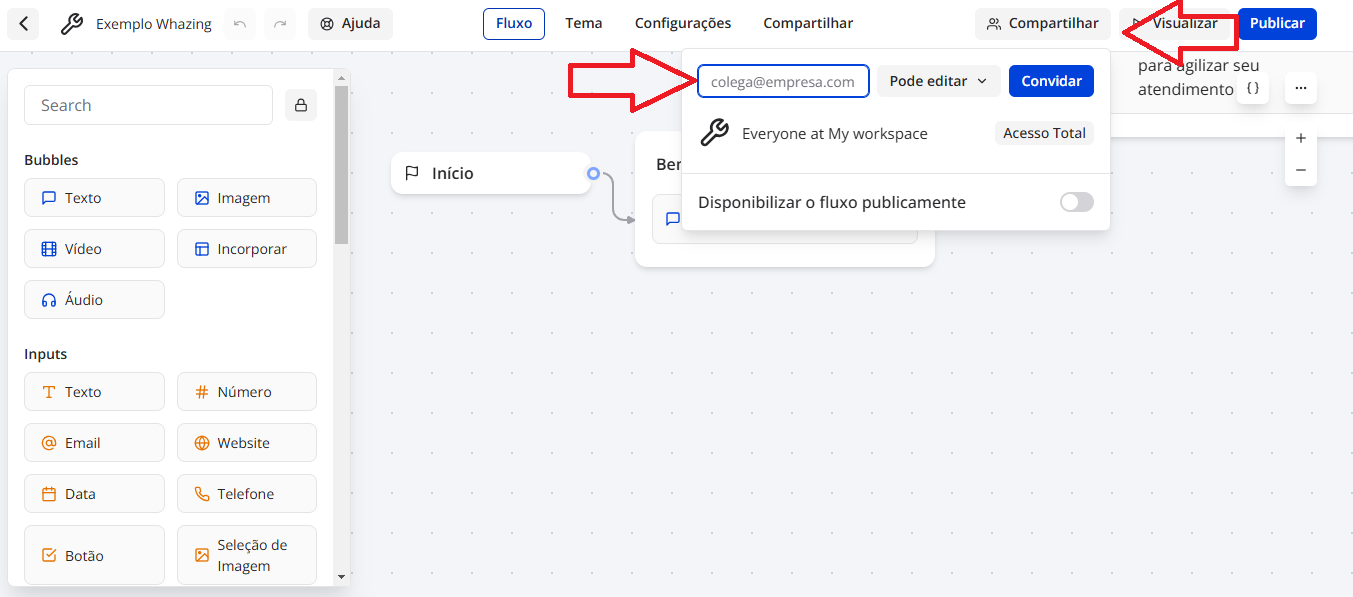 Exemplo Whazing
Ajuda
Fluxo
Tema
Configurações
Compartilhar
Compartilhar
Visualizar
Publicar
Search
Bubbles
Texto
Imagem
Vídeo
Incorporar
Áudio
Inputs
Texto
Número
Email
Website
Data
Telefone
Botão
Seleção de
Imagem
Início
Ber
colega@empresa.com
Pode editar
Convidar
Everyone at My workspace
Acesso Total
Disponibilizar o fluxo publicamente
para agilizar seu
atendimento
{ }